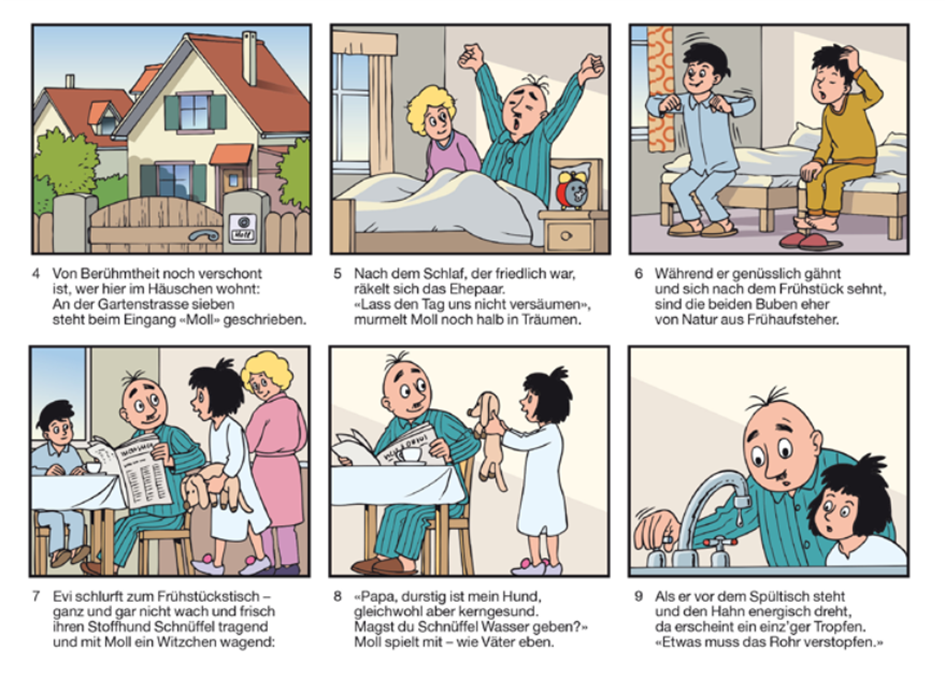 Moll
4 Von Berühmtheit noch verschont
ist, wer hier im Häuschen wohnt:
An der Gartenstrasse sieben
steht beim Eingang «Moll» geschrieben.
5 Nach dem Schlaf, der friedlich war,
räkelt sich das Ehepaar.
«Lass den Tag uns nicht versäumen»,
murmelt Moll noch halb in Träumen.
6 Während er genüsslich gähnt
und sich nach dem Frühstück sehnt,
sind die beiden Buben eher
von Natur aus Frühaufsteher.
7 Evi schlurft zum Frühstückstisch –
ganz und gar nicht wach und frisch
ihren Stoffhund Schnüffel tragend
und mit Moll ein Witzchen wagend:
8 «Papa, durstig ist mein Hund,
gleichwohl aber kerngesund.
Magst du Schnüffel Wasser geben?»
Moll spielt mit – wie Väter eben.
9 Als er vor dem Spültisch steht
und den Hahn energisch dreht,
da erscheint ein einz'ger Tropfen.
«Etwas muss das Rohr verstopfen.»